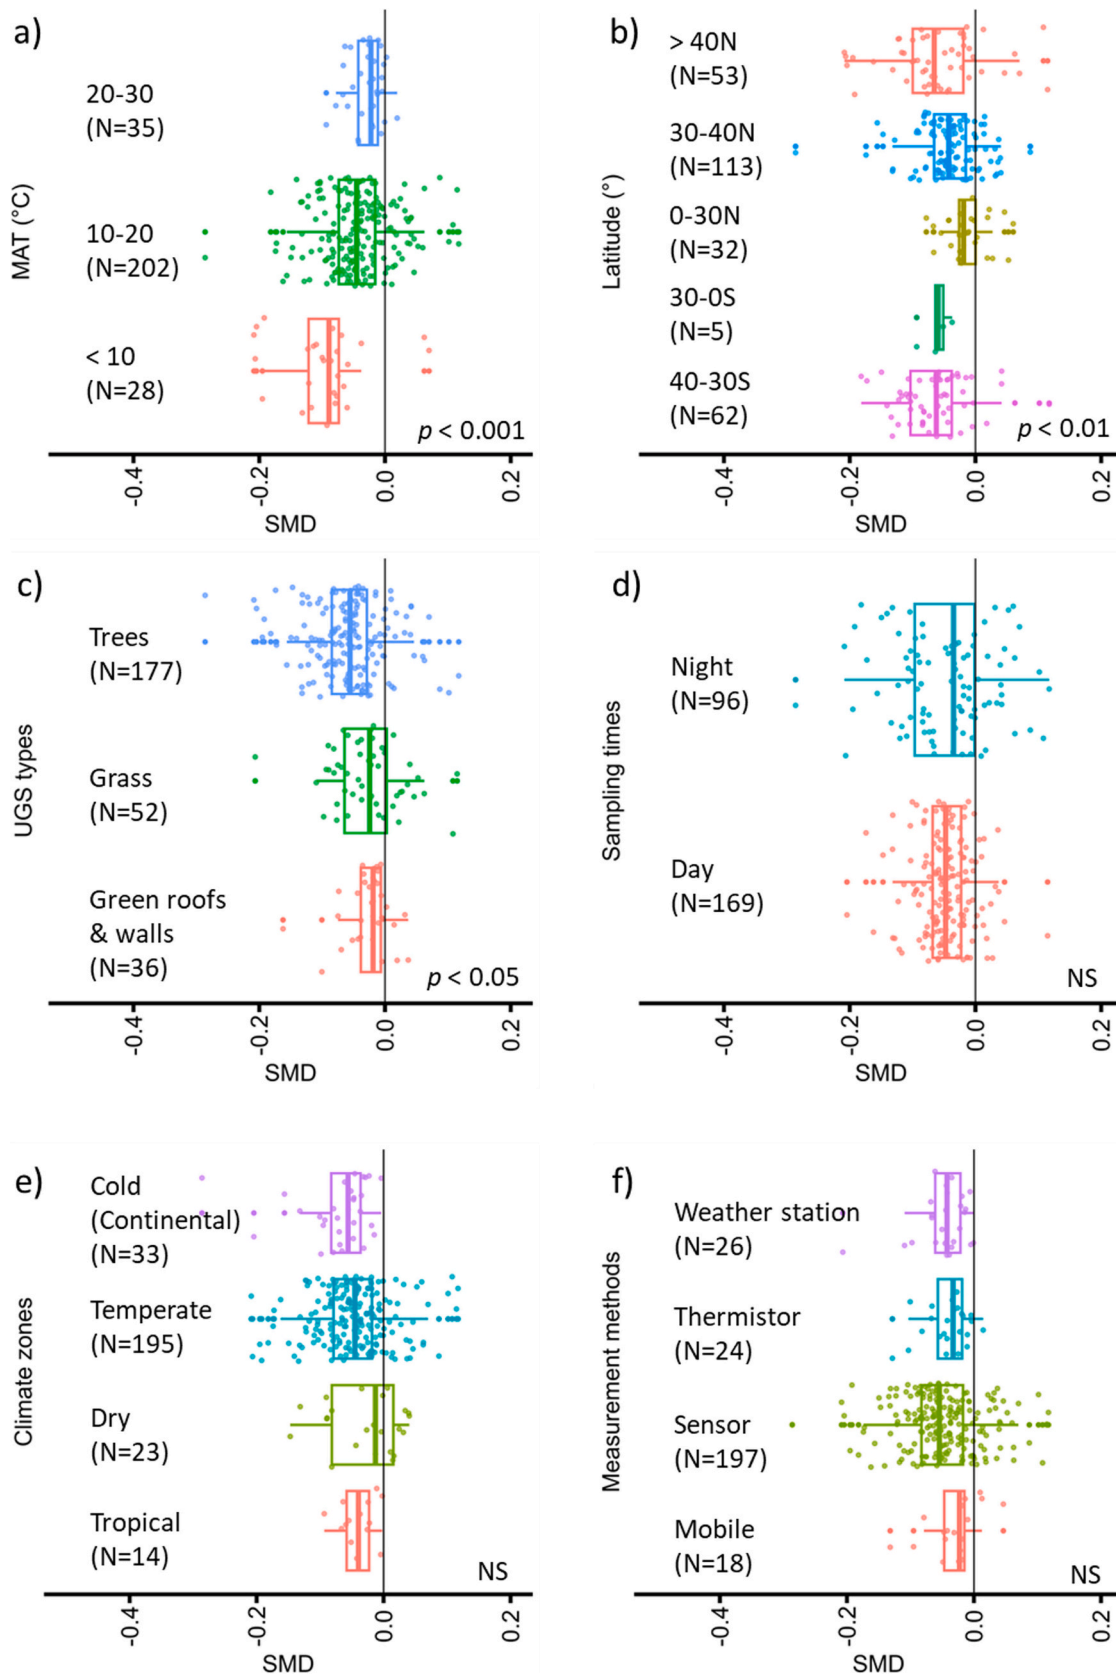 a)
MAT (°C)
20-30
(N=35)
10-20
(N=202)
< 10
(N=28)
p < 0.001
-0.4
-0.2
0.0
0.2
SMD
b)
Latitude (°)
> 40N
(N=53)
30-40N
(N=113)
0-30N
(N=32)
30-0S
(N=5)
40-30S
(N=62)
p < 0.01
-0.4
-0.2
0.0
0.2
SMD
c)
UGS types
Trees
(N=177)
Grass
(N=52)
Green roofs
& walls
(N=36)
p < 0.05
-0.4
-0.2
0.0
0.2
SMD
d)
Sampling times
Night
(N=96)
Day
(N=169)
NS
-0.4
-0.2
0.0
0.2
SMD
e)
Climate zones
Cold
(Continental)
(N=33)
Temperate
(N=195)
Dry
(N=23)
Tropical
(N=14)
NS
-0.4
-0.2
0.0
0.2
SMD
f)
Measurement methods
Weather station
(N=26)
Thermistor
(N=24)
Sensor
(N=197)
Mobile
(N=18)
NS
-0.4
-0.2
0.0
0.2
SMD